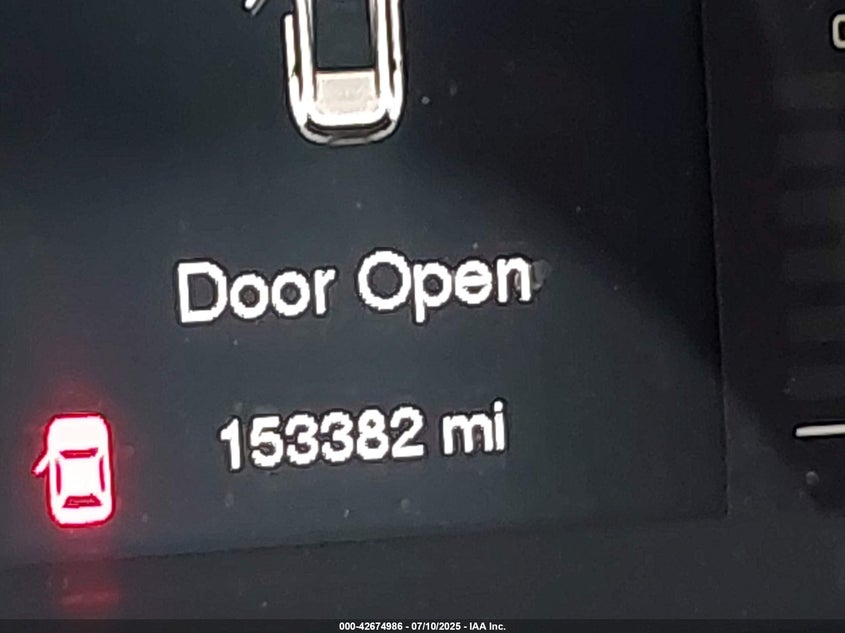 Door Open
153382 mi
000-42674986 - 07/10/2025 - IAA Inc.